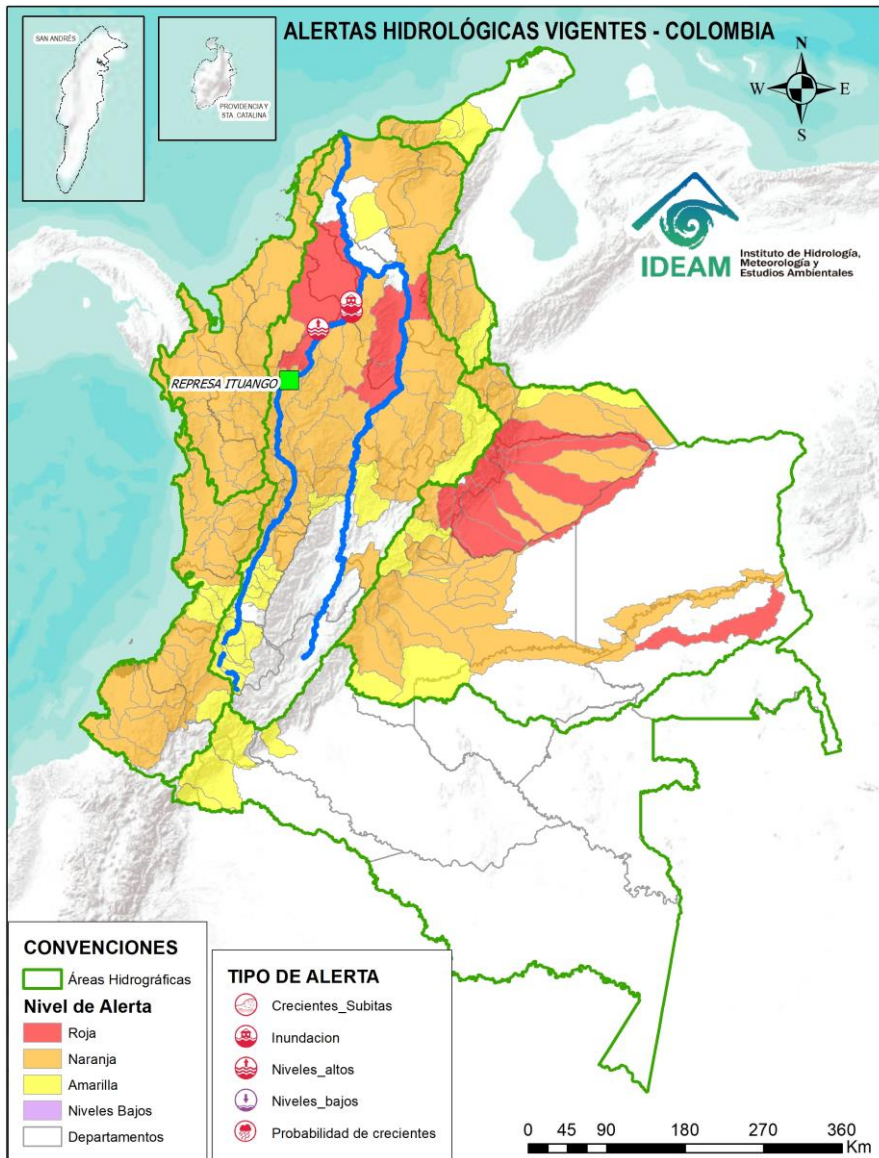 ALERTAS HIDROLÓGICAS VIGENTES - COLOMBIA
SAN ANDRÉS
PROVIDENCIA Y
STA. CATALINA
N
W
E
S
IDEAM
Instituto de Hidrología,
Meteorología y
Estudios Ambientales
REPRESA ITUANGO
CONVENCIONES
Áreas Hidrográficas
Nivel de Alerta
Roja
Naranja
Amarilla
Niveles Bajos
Departamentos
TIPO DE ALERTA
Crecientes_Subitas
Inundacion
Niveles_altos
Niveles_bajos
Probabilidad de crecientes
0 45 90 180 270 360
Km